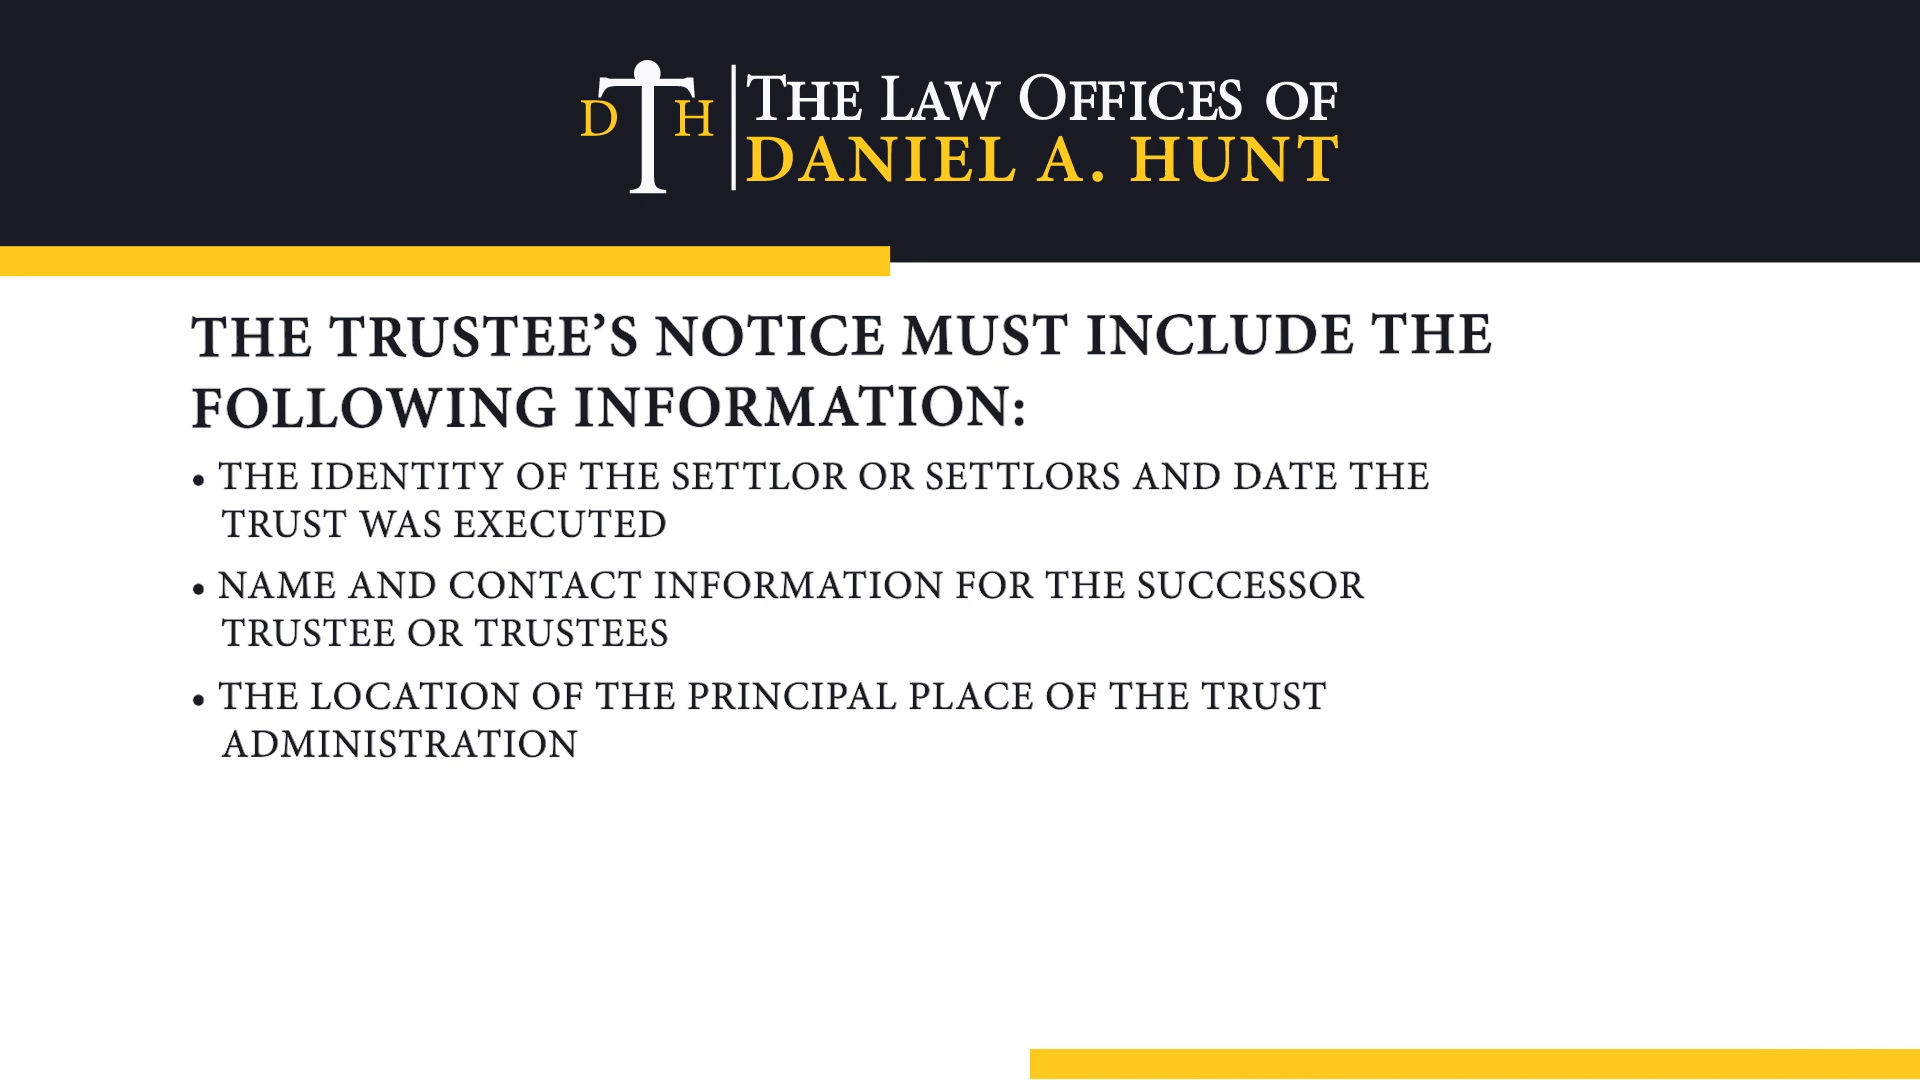 D T H
THE LAW OFFICES OF
DANIEL A. HUNT
THE TRUSTEE’S NOTICE MUST INCLUDE THE
FOLLOWING INFORMATION:
• THE IDENTITY OF THE SETTLOR OR SETTLORS AND DATE THE
TRUST WAS EXECUTED
• NAME AND CONTACT INFORMATION FOR THE SUCCESSOR
TRUSTEE OR TRUSTEES
• THE LOCATION OF THE PRINCIPAL PLACE OF THE TRUST
ADMINISTRATION